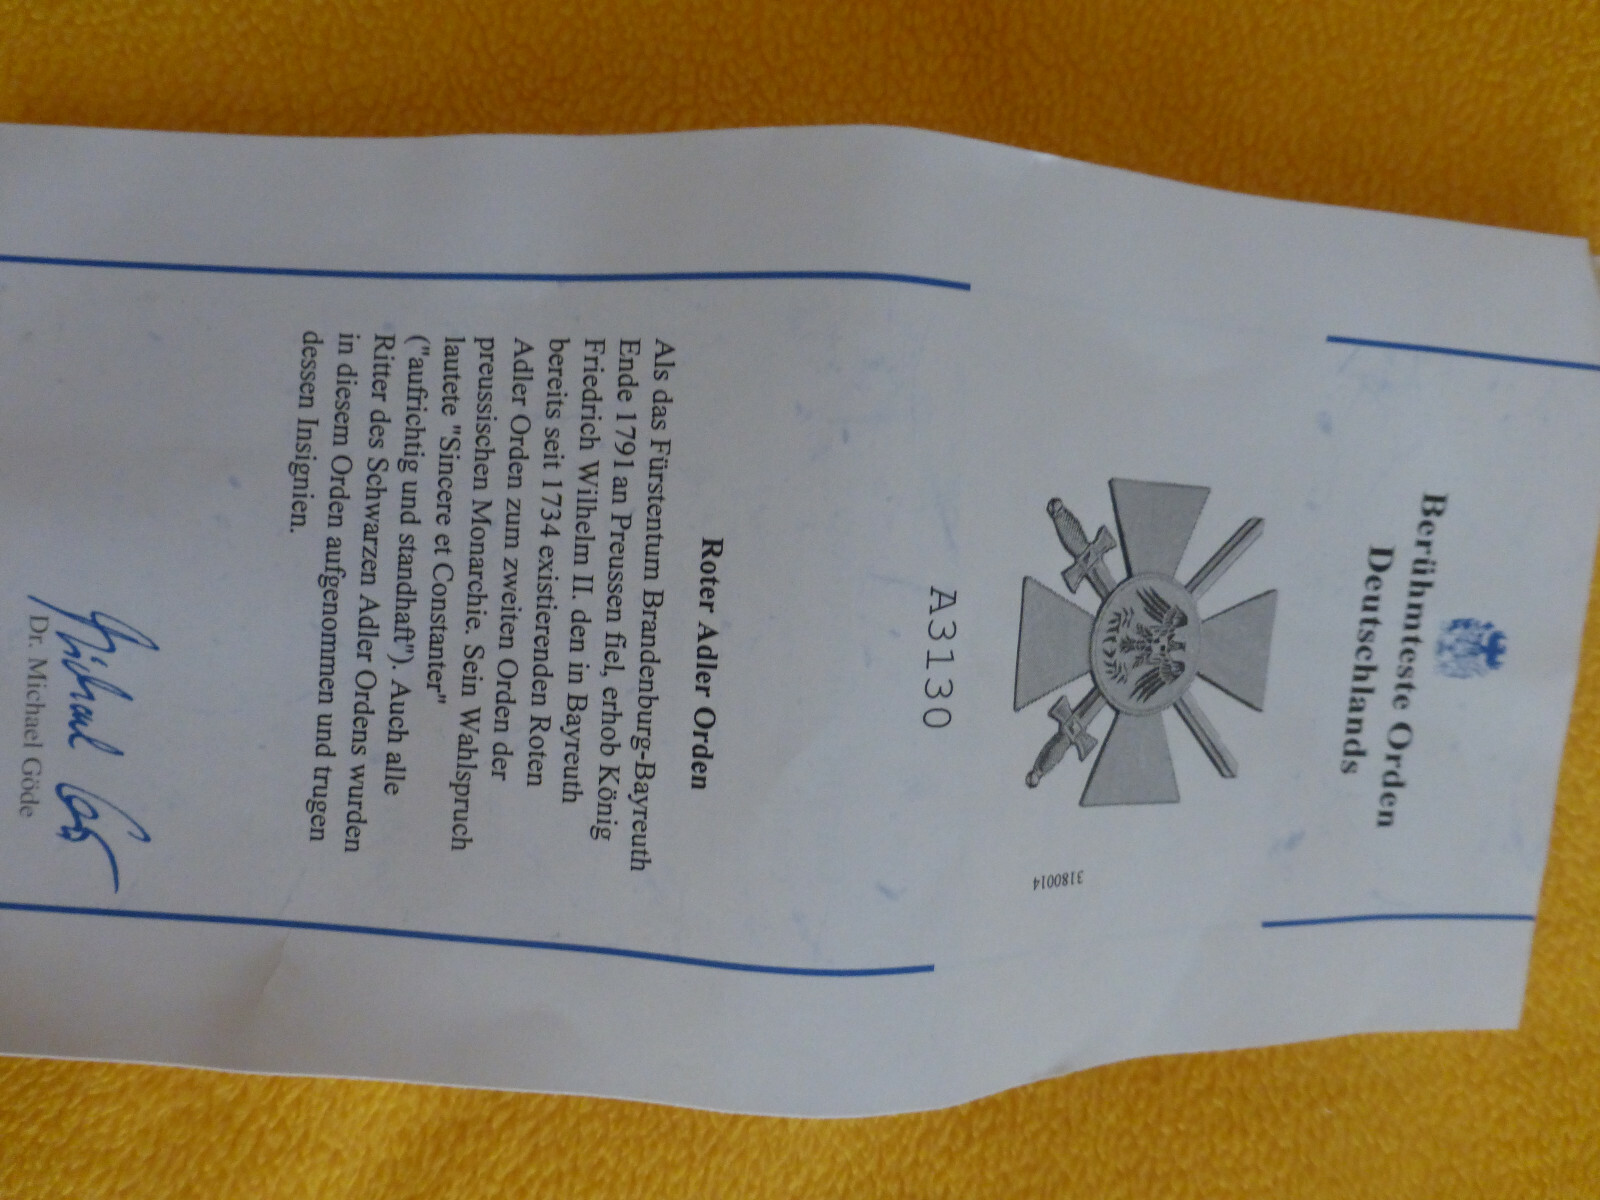 Berühmteste Orden
Deutschlands
3180014
A3130
Roter Adler Orden
Als das Fürstentum Brandenburg-Bayreuth
Ende 1791 an Preussen fiel, erhob König
Friedrich Wilhelm II. den in Bayreuth
bereits seit 1734 existierenden Roten
Adler Orden zum zweiten Orden der
preussischen Monarchie. Sein Wahlspruch
lautete "Sincere et Constanter"
("aufrichtig und standhaft"). Auch alle
Ritter des Schwarzen Adler Ordens wurden
in diesem Orden aufgenommen und trugen
dessen Insignien.
Michael
Dr. Michael Göde